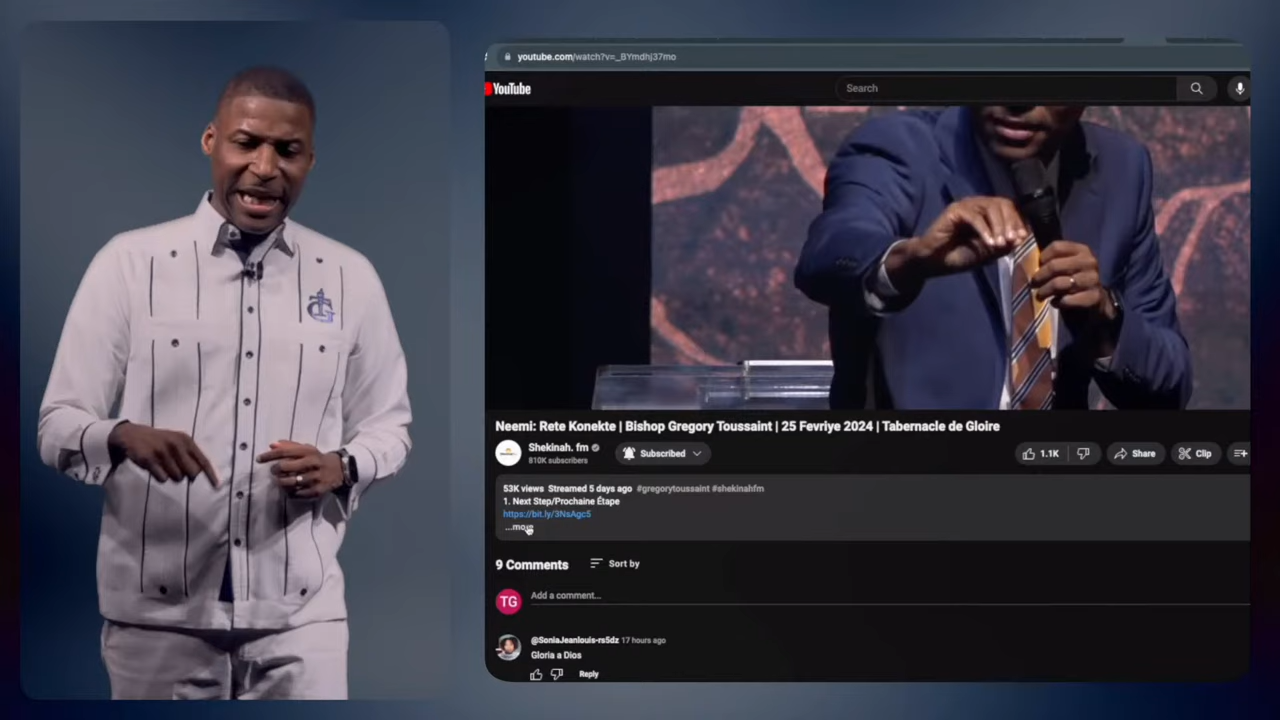 youtube.com/watch?v=_BYmdhj37mo
YouTube
Search
Neemi: Rete Konekte | Bishop Gregory Toussaint | 25 Fevriye 2024 | Tabernacle de Gloire
Shekinah. fm
810K subscribers
Subscribed
1.1K
Share
Clip
53K views Streamed 5 days ago #gregorytoussaint #shekinahfm
1. Next Step/Prochaine Étape
https://bit.ly/3NsAgc5
...more
9 Comments
Sort by
TG
Add a comment...
@SoniaJeanlouis-rs5dz 17 hours ago
Gloria a Dios
Reply